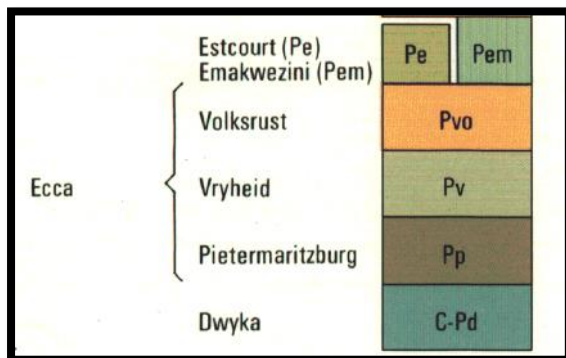 Estcourt (Pe)
Emakwezini (Pem)
Pe
Pem
Volksrust
Pvo
Ecca
Vryheid
Pv
Pietermaritzburg
Pp
Dwyka
C-Pd